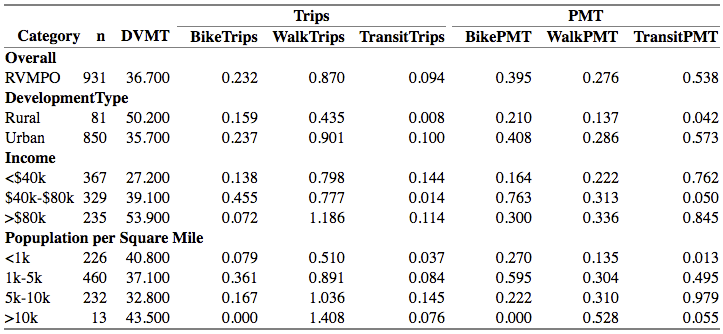 Trips PMT
Category n DVMT BikeTrips WalkTrips TransitTrips BikePMT WalkPMT TransitPMT
Overall
RVMPO 931 36.700 0.232 0.870 0.094 0.395 0.276 0.538
DevelopmentType
Rural 81 50.200 0.159 0.435 0.008 0.210 0.137 0.042
Urban 850 35.700 0.237 0.901 0.100 0.408 0.286 0.573
Income
<$40k 367 27.200 0.138 0.798 0.144 0.164 0.222 0.762
$40k-$80k 329 39.100 0.455 0.777 0.014 0.763 0.313 0.050
>$80k 235 53.900 0.072 1.186 0.114 0.300 0.336 0.845
Popuplation per Square Mile
<1k 226 40.800 0.079 0.510 0.037 0.270 0.135 0.013
1k-5k 460 37.100 0.361 0.891 0.084 0.595 0.304 0.495
5k-10k 232 32.800 0.167 1.036 0.145 0.222 0.310 0.979
>10k 13 43.500 0.000 1.408 0.076 0.000 0.528 0.055